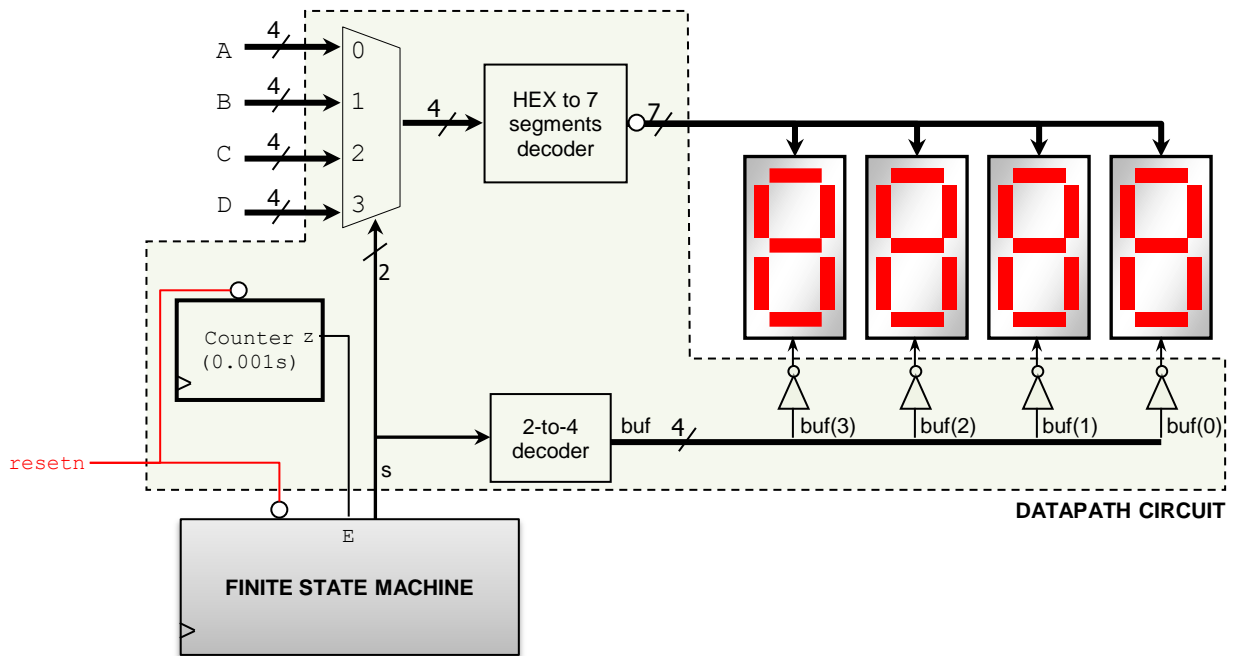 A
4
0
B
4
1
C
4
2
D
4
3
2
4
HEX to 7
segments
decoder
7
Counter
(0.001s)
z
resetn
s
2-to-4
decoder
buf
4
buf(3)
buf(2)
buf(1)
buf(0)
DATAPATH CIRCUIT
E
FINITE STATE MACHINE